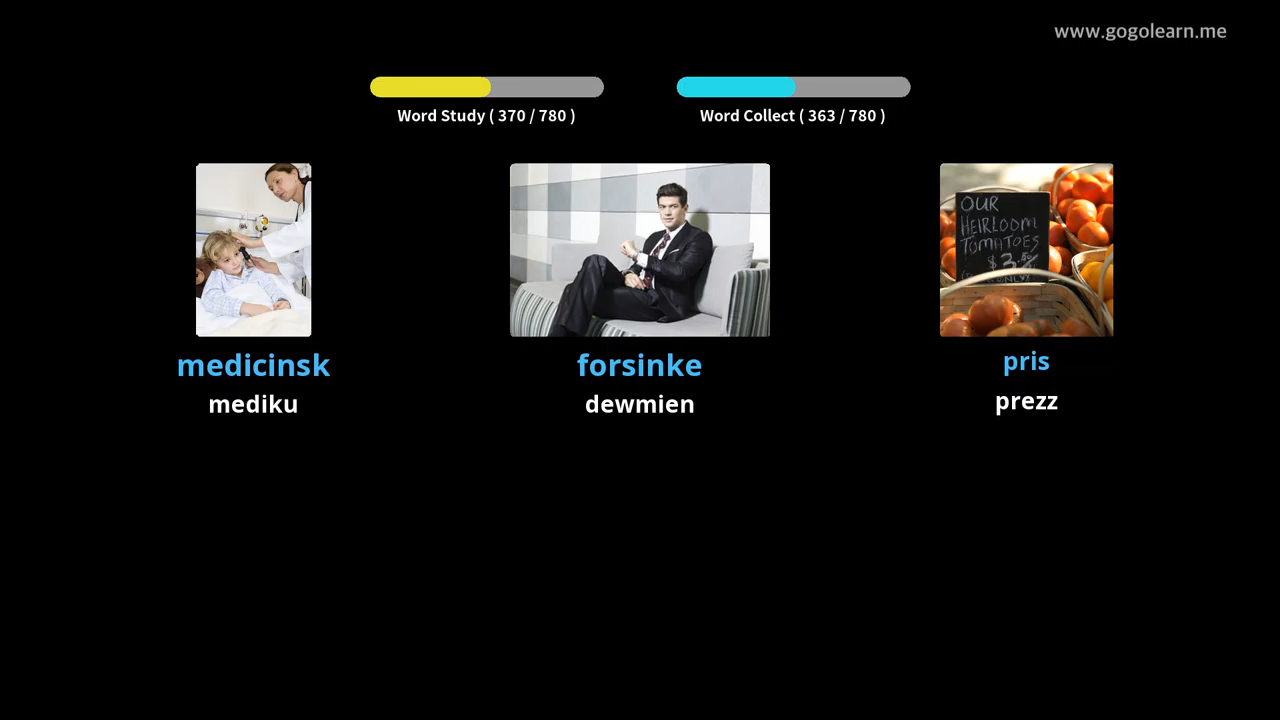 www.gogolearn.me
Word Study ( 370 / 780 )
Word Collect ( 363 / 780 )
OUR
HEIRLOOM
TOMATOES
medicinsk
mediku
forsinke
dewmien
pris
prezz